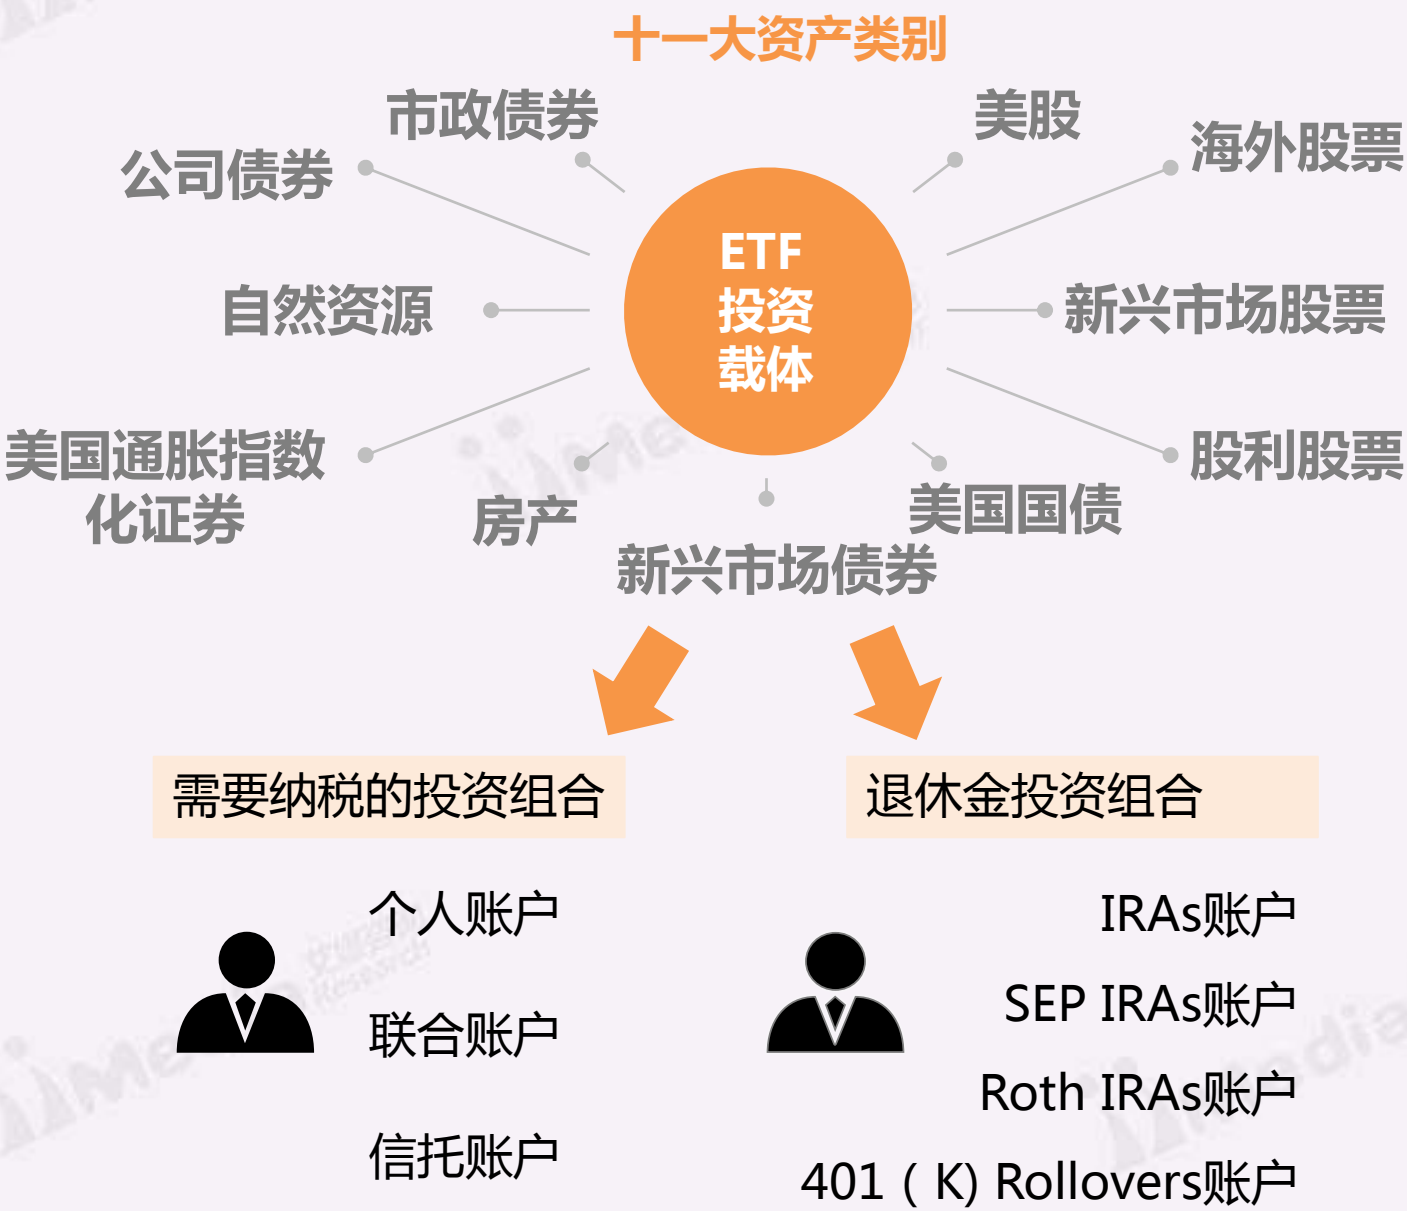 十一大资产类别
市政债券
美股
公司债券
海外股票
ETF
投资
载体
自然资源
新兴市场股票
美国通胀指数
化证券
股利股票
房产
美国国债
新兴市场债券
需要纳税的投资组合
退休金投资组合
个人账户
联合账户
信托账户
IRAs账户
SEP IRAs账户
Roth IRAs账户
401（K) Rollovers账户